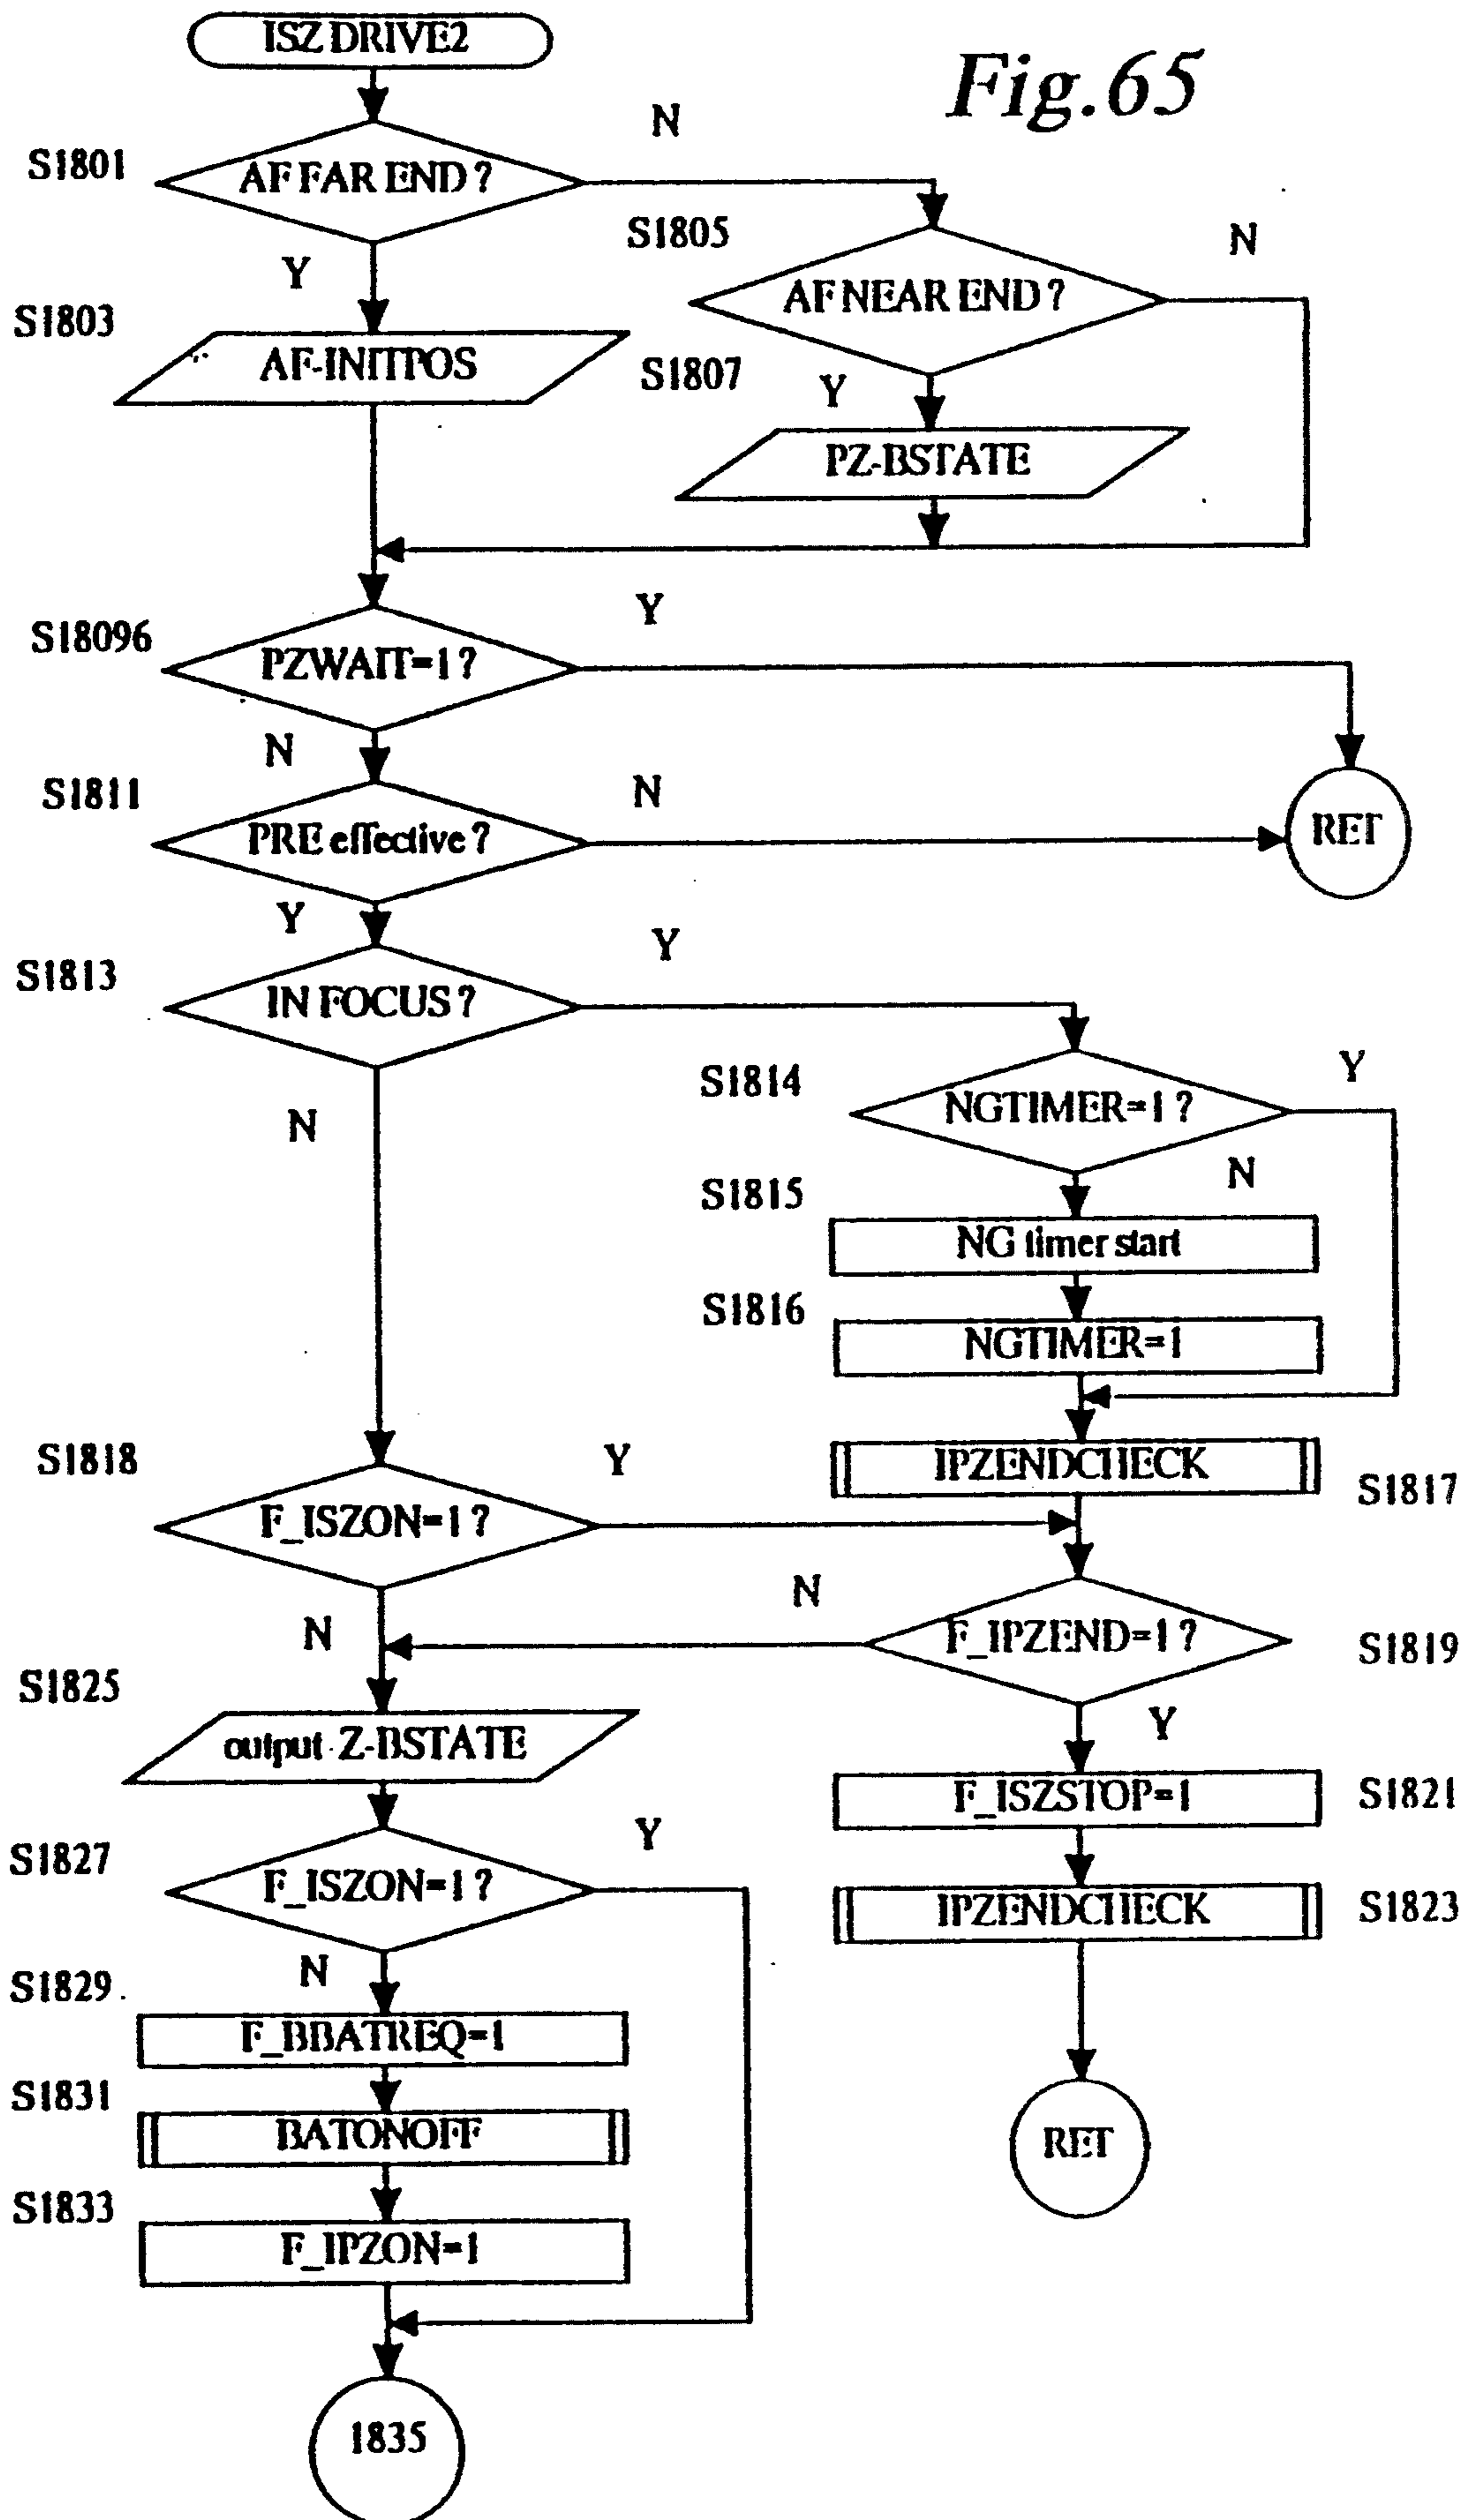 ISZ DRIVE2
Fig.65
N
S1801
AF FAR END ?
S1805
N
Y
AF NEAR END ?
S1803
AF-INITPOS
S1807
Y
PZ-BSTATE
Y
S18096
PZWAIT=1 ?
N
S1811
N
PRE effective ?
RET
Y
Y
S1813
IN FOCUS ?
S1814
Y
NGTIMER=1 ?
N
N
S1815
NG timer start
S1816
NGTIMER=1
S1818
Y
IPZENDCHECK
S1817
F_ISZON=1 ?
N
N
F_IPZEND=1 ?
S1819
S1825
Y
output Z-BSTATE
F_ISZSTOP=1
S1821
Y
S1827
F_ISZON=1 ?
IPZENDCHECK
S1823
N
S1829
F_BBATREQ=1
S1831
BATONOFF
RET
S1833
F_IPZON=1
1835